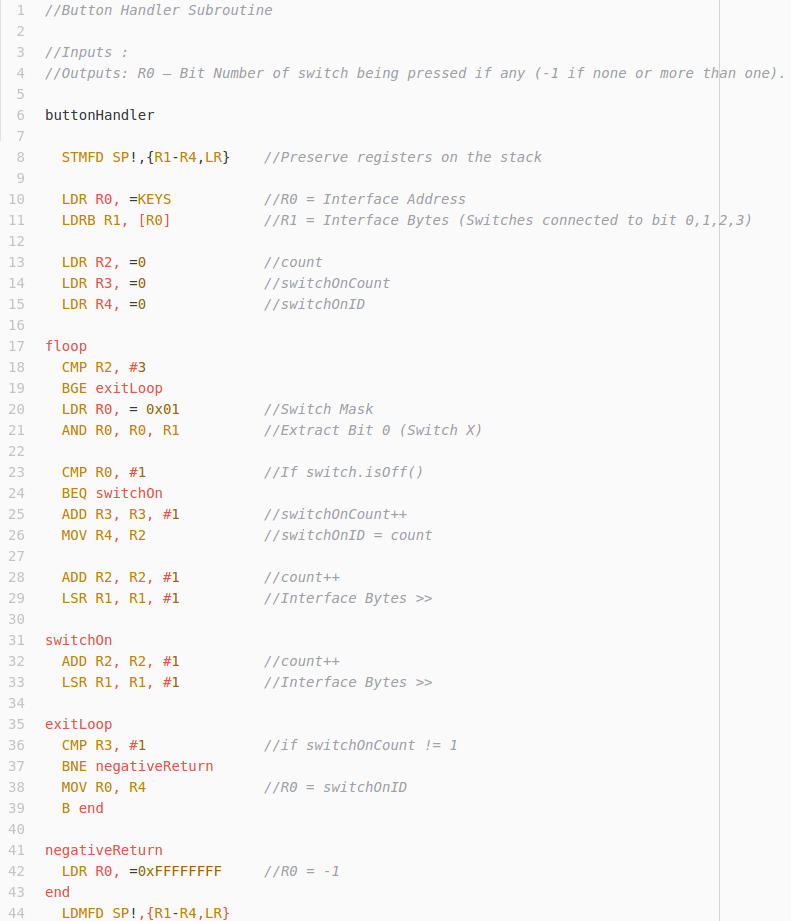 1 //Button Handler Subroutine
2
3 //Inputs :
4 //Outputs: R0 – Bit Number of switch being pressed if any (-1 if none or more than one).
5
6 buttonHandler
7
8 STMFD SP!,{R1-R4,LR} //Preserve registers on the stack
9
10 LDR R0, =KEYS //R0 = Interface Address
11 LDRB R1, [R0] //R1 = Interface Bytes (Switches connected to bit 0,1,2,3)
12
13 LDR R2, =0 //count
14 LDR R3, =0 //switchOnCount
15 LDR R4, =0 //switchOnID
16
17 floop
18 CMP R2, #3
19 BGE exitLoop
20 LDR R0, = 0x01 //Switch Mask
21 AND R0, R0, R1 //Extract Bit 0 (Switch X)
22
23 CMP R0, #1 //If switch.isOff()
24 BEQ switchOn
25 ADD R3, R3, #1 //switchOnCount++
26 MOV R4, R2 //switchOnID = count
27
28 ADD R2, R2, #1 //count++
29 LSR R1, R1, #1 //Interface Bytes >>
30
31 switchOn
32 ADD R2, R2, #1 //count++
33 LSR R1, R1, #1 //Interface Bytes >>
34
35 exitLoop
36 CMP R3, #1 //if switchOnCount != 1
37 BNE negativeReturn
38 MOV R0, R4 //R0 = switchOnID
39 B end
40
41 negativeReturn
42 LDR R0, =0xFFFFFFFF //R0 = -1
43 end
44 LDMFD SP!,{R1-R4,LR}